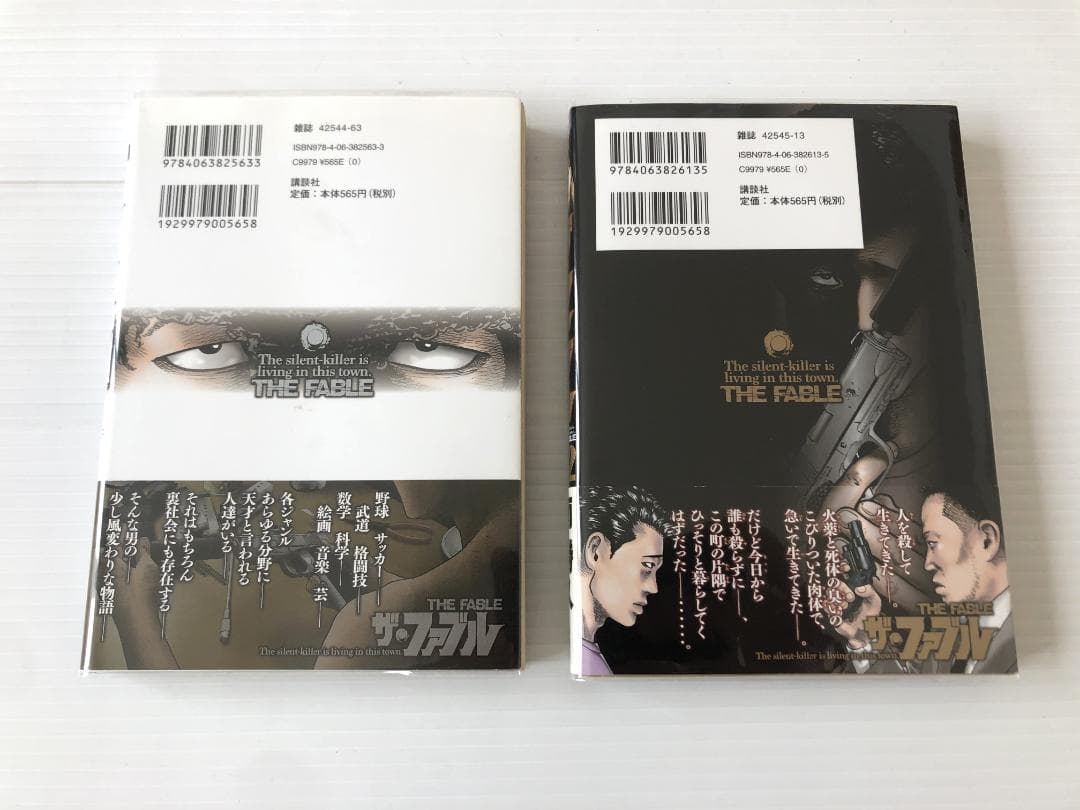 9784063825633
1929979005658
雑誌 42544-63
ISBN978-4-06-382563-3
C9979 ¥565E (0)
講談社
定価：本体565円(税別)
The silent-killer is
living in this town.
THE FABLE
野球 サッカー――
武道 格闘技――
数学 科学――
絵画 音楽 芸――
各ジャンル
あらゆる分野に
天才と言われる
人達がいる――
それはもちろん
裏社会にも存在する――
そんな男の――
少し風変わりな物語――
THE FABLE
ザ・ファブル
The silent-killer is living in this town.
9784063826135
1929979005658
雑誌 42545-13
ISBN978-4-06-382613-5
C9979 ¥565E (0)
講談社
定価：本体565円(税別)
The silent-killer is
living in this town.
THE FABLE
人を殺して
生きてきた――。
火薬と死体の臭いの
こびりついた肉体で、
急いで生きてきた――。
だけど今日から
誰も殺らずに――、
この町の片隅で
ひっそりと暮らしてく
はずだった――・・・・・・。
THE FABLE
ザ・ファブル
The silent-killer is living in this town.